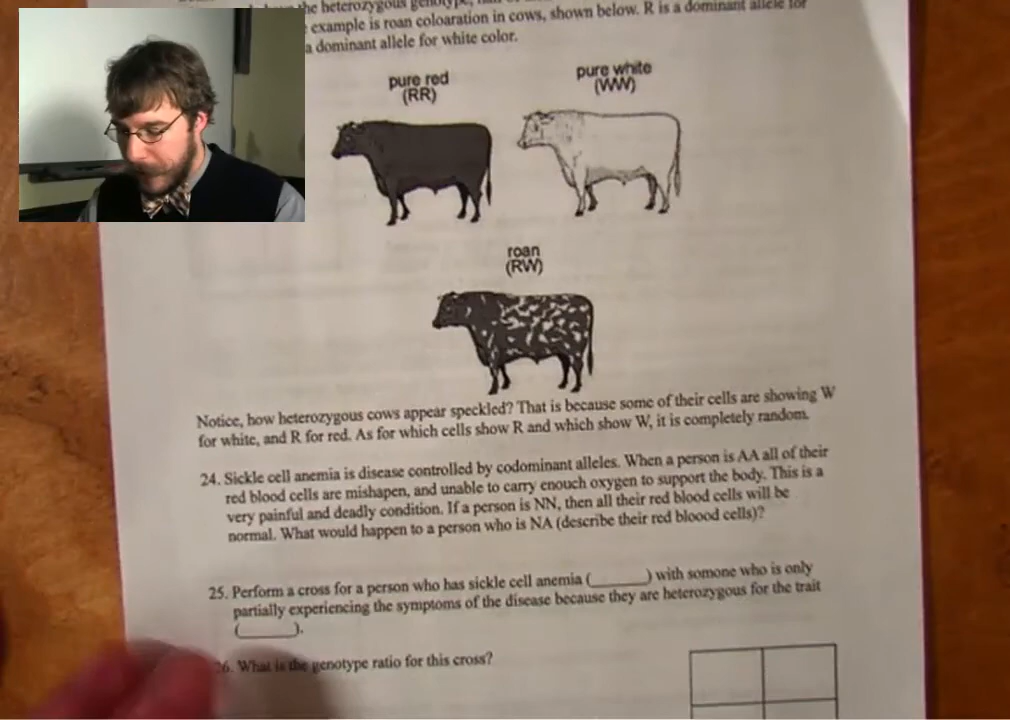 the heterozygous genotype,
example is roan coloaration in cows, shown below. R is a dominant allele for
a dominant allele for white color.
pure red
(RR)
pure white
(WW)
roan
(RW)
Notice, how heterozygous cows appear speckled? That is because some of their cells are showing W
for white, and R for red. As for which cells show R and which show W, it is completely random.
24. Sickle cell anemia is disease controlled by codominant alleles. When a person is AA all of their
red blood cells are mishapen, and unable to carry enouch oxygen to support the body. This is a
very painful and deadly condition. If a person is NN, then all their red blood cells will be
normal. What would happen to a person who is NA (describe their red bloood cells)?
25. Perform a cross for a person who has sickle cell anemia (______) with somone who is only
partially experiencing the symptoms of the disease because they are heterozygous for the trait
(______).
26. What is the genotype ratio for this cross?